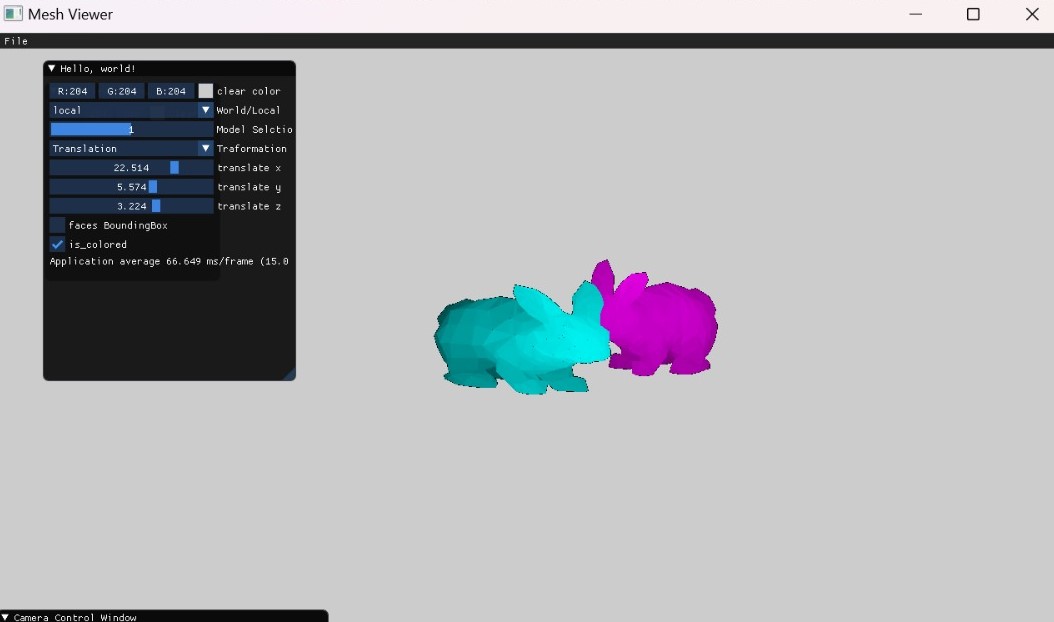 Mesh Viewer
File
Hello, world!
R:204 G:204 B:204 clear color
local World/Local
1 Model Selctio
Translation Traformation
22.514 translate x
5.574 translate y
3.224 translate z
faces BoundingBox
is_colored
Application average 66.649 ms/frame (15.0
Camera Control Window